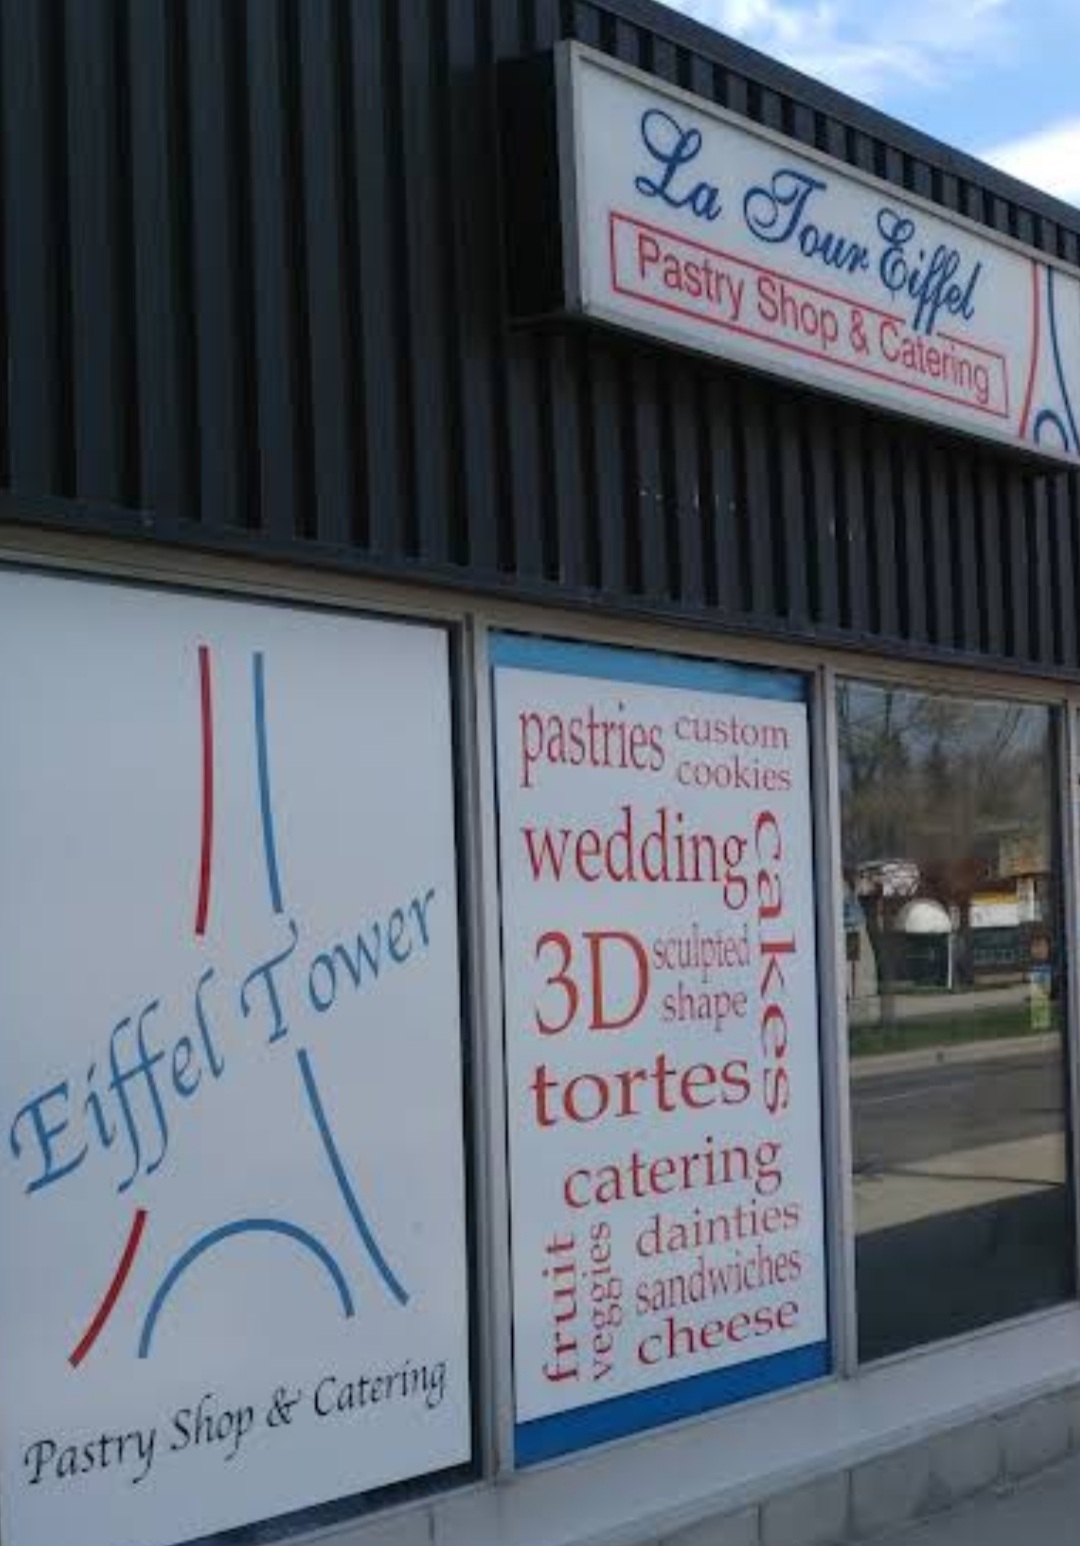 La Tour Eiffel
Pastry Shop & Catering
Eiffel Tower
Pastry Shop & Catering
pastries
custom
cookies
wedding
cakes
3D
sculpted
shape
tortes
catering
fruit
veggies
dainties
sandwiches
cheese